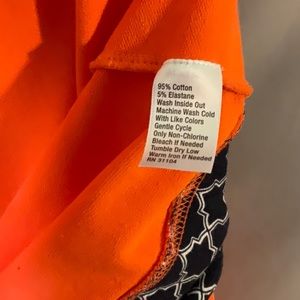 95% Cotton
5% Elastane
Wash Inside Out
Machine Wash Cold
With Like Colors
Gentle Cycle
Only Non-Chlorine
Bleach If Needed
Tumble Dry Low
Warm Iron If Needed
RN 31104